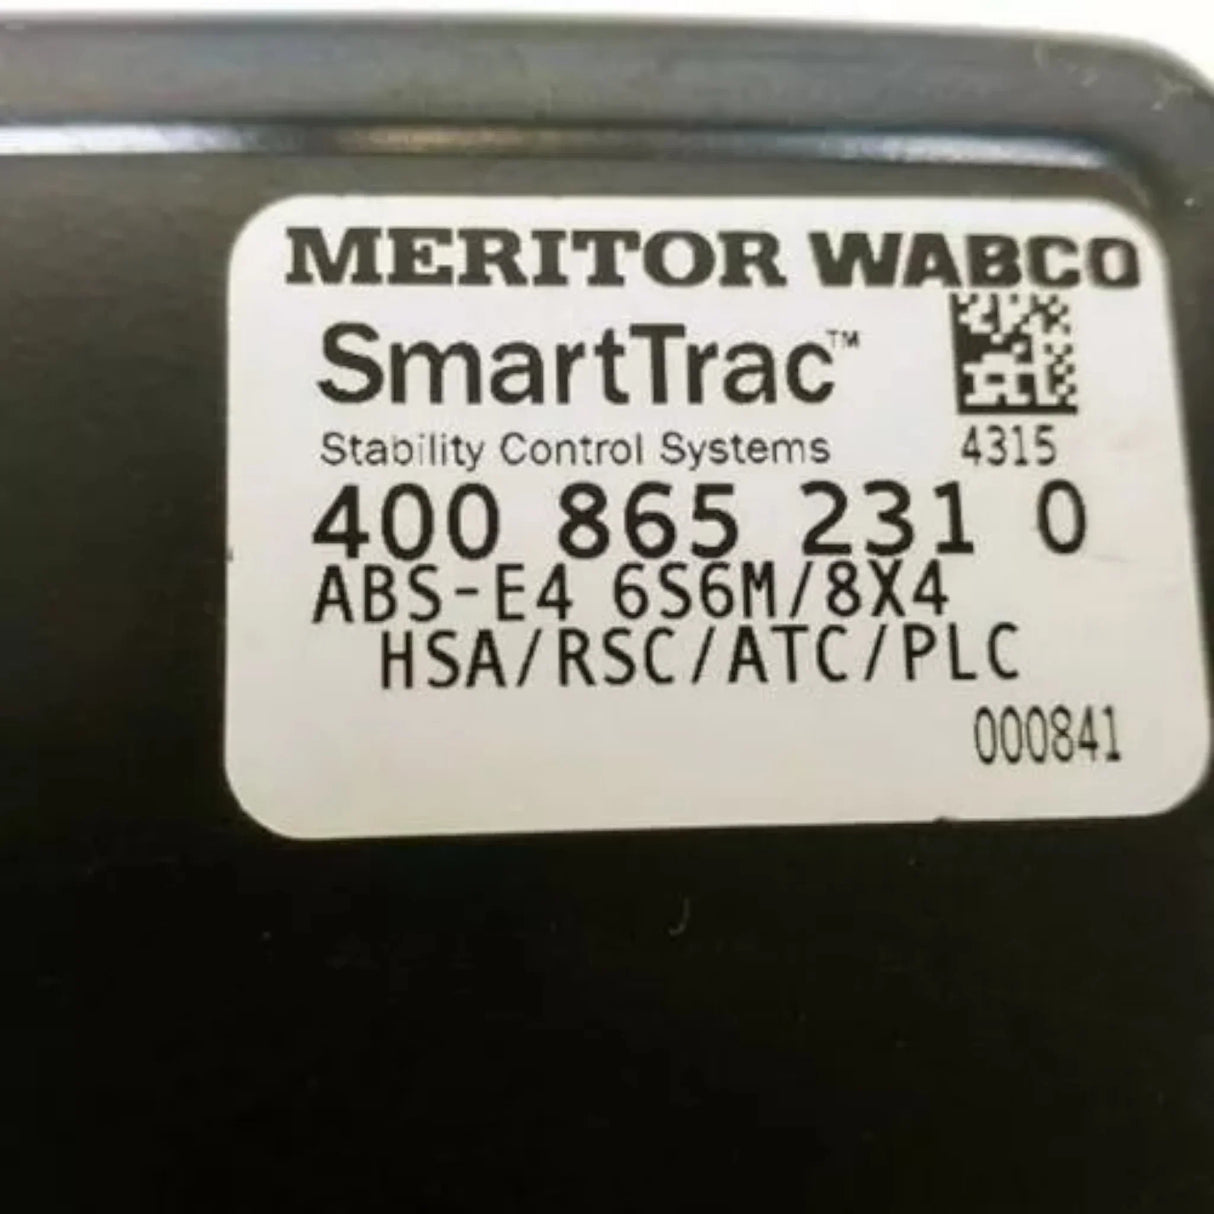 MERITOR WABCO
SmartTrac™
Stability Control Systems
4315
400 865 231 0
ABS-E4 6S6M/8X4
HSA/RSC/ATC/PLC
000841